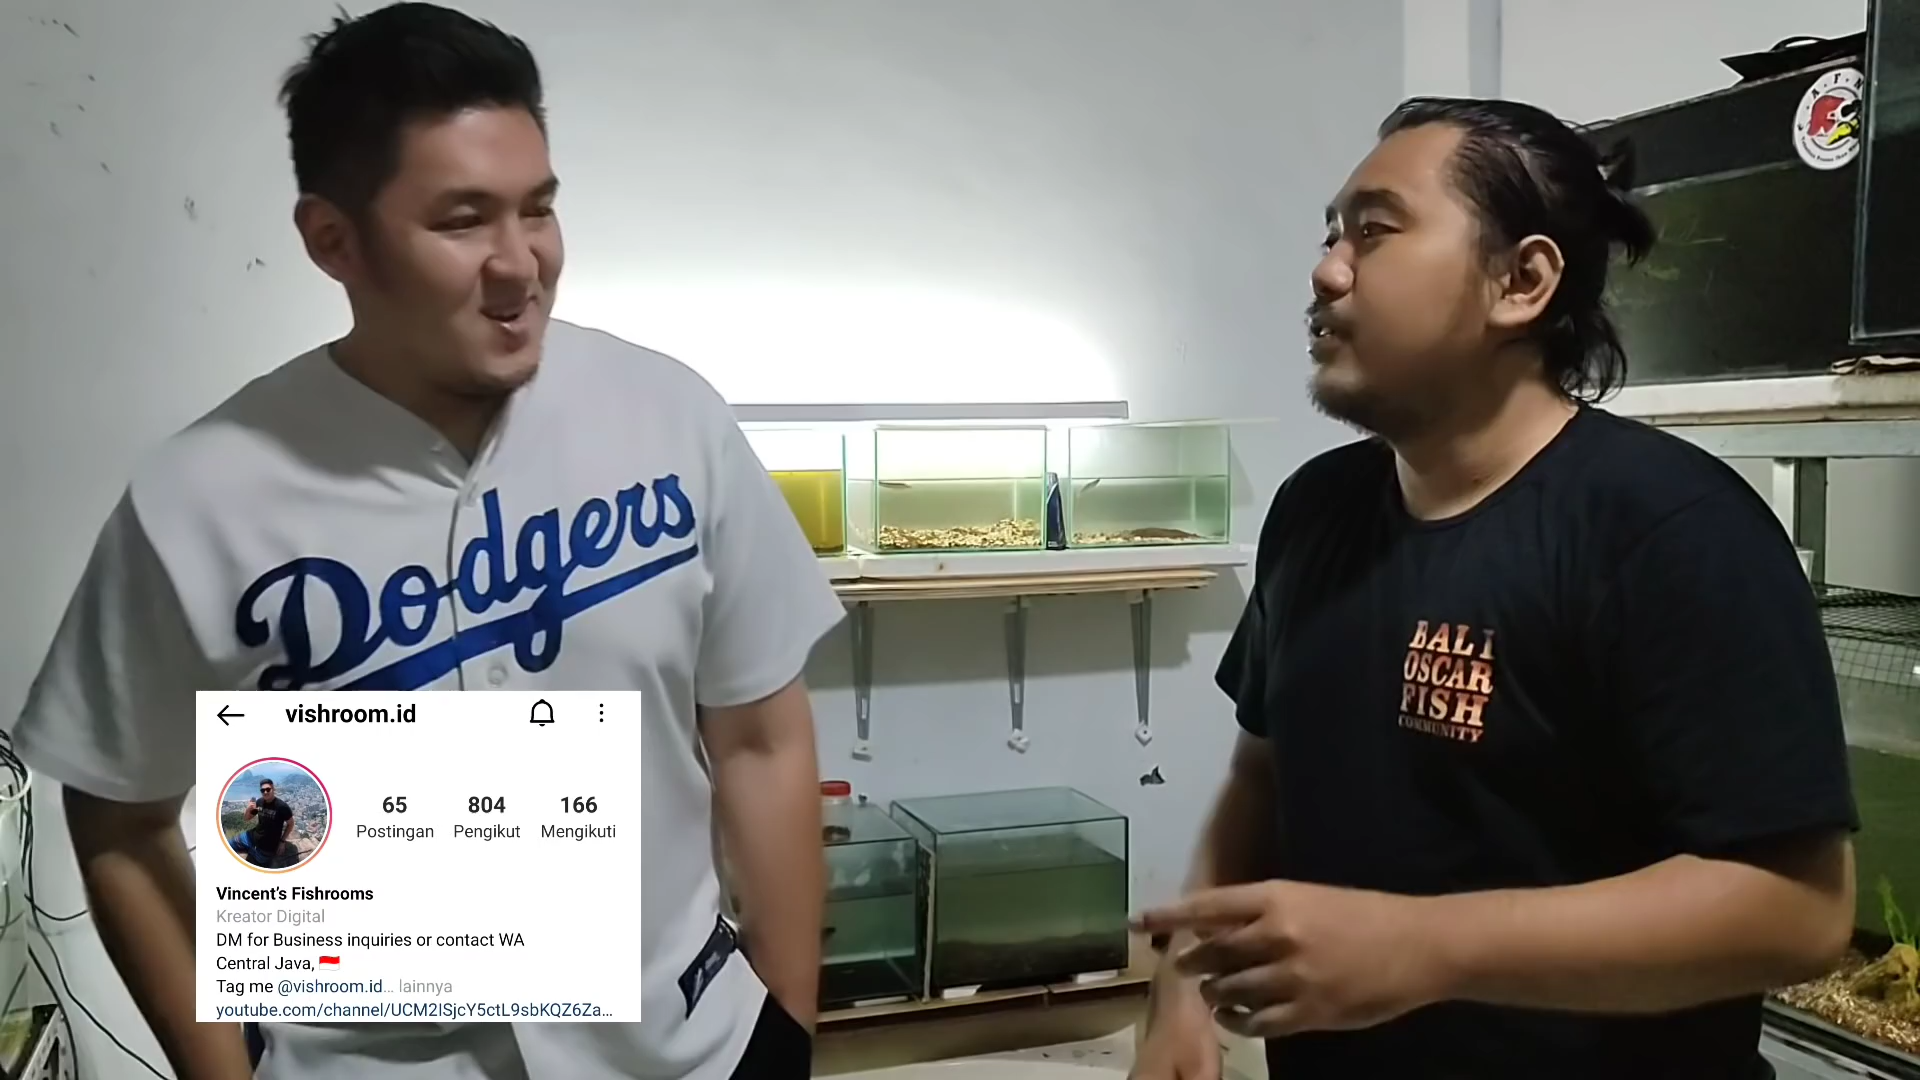 Dodgers
BALI
OSCAR
FISH
COMMUNITY
vishroom.id
65 804 166
Postingan Pengikut Mengikuti
Vincent's Fishrooms
Kreator Digital
DM for Business inquiries or contact WA
Central Java, 🇮🇩
Tag me @vishroom.id... lainnya
youtube.com/channel/UCM2ISjcY5ctL9sbKQZ6Za...